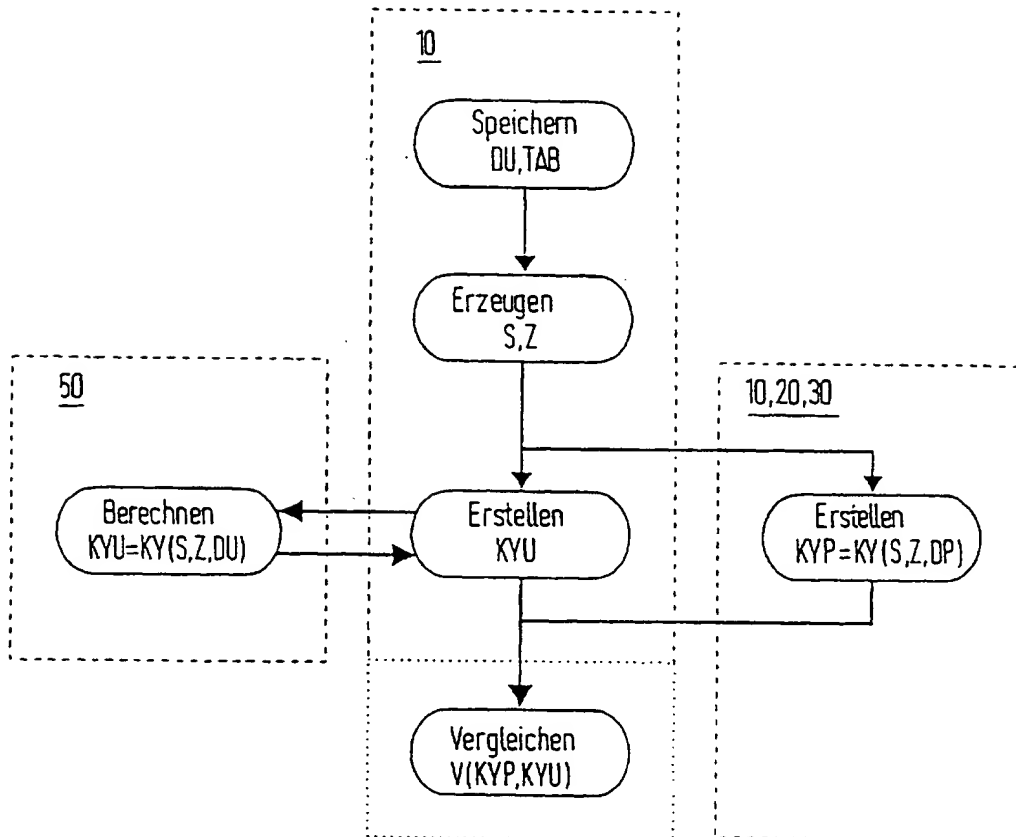 10
Speichern
DU,TAB
Erzeugen
S,Z
50
10,20,30
Berechnen
KYU=KY(S,Z,DU)
Erstellen
KYU
Erstellen
KYP=KY(S,Z,DP)
Vergleichen
V(KYP,KYU)